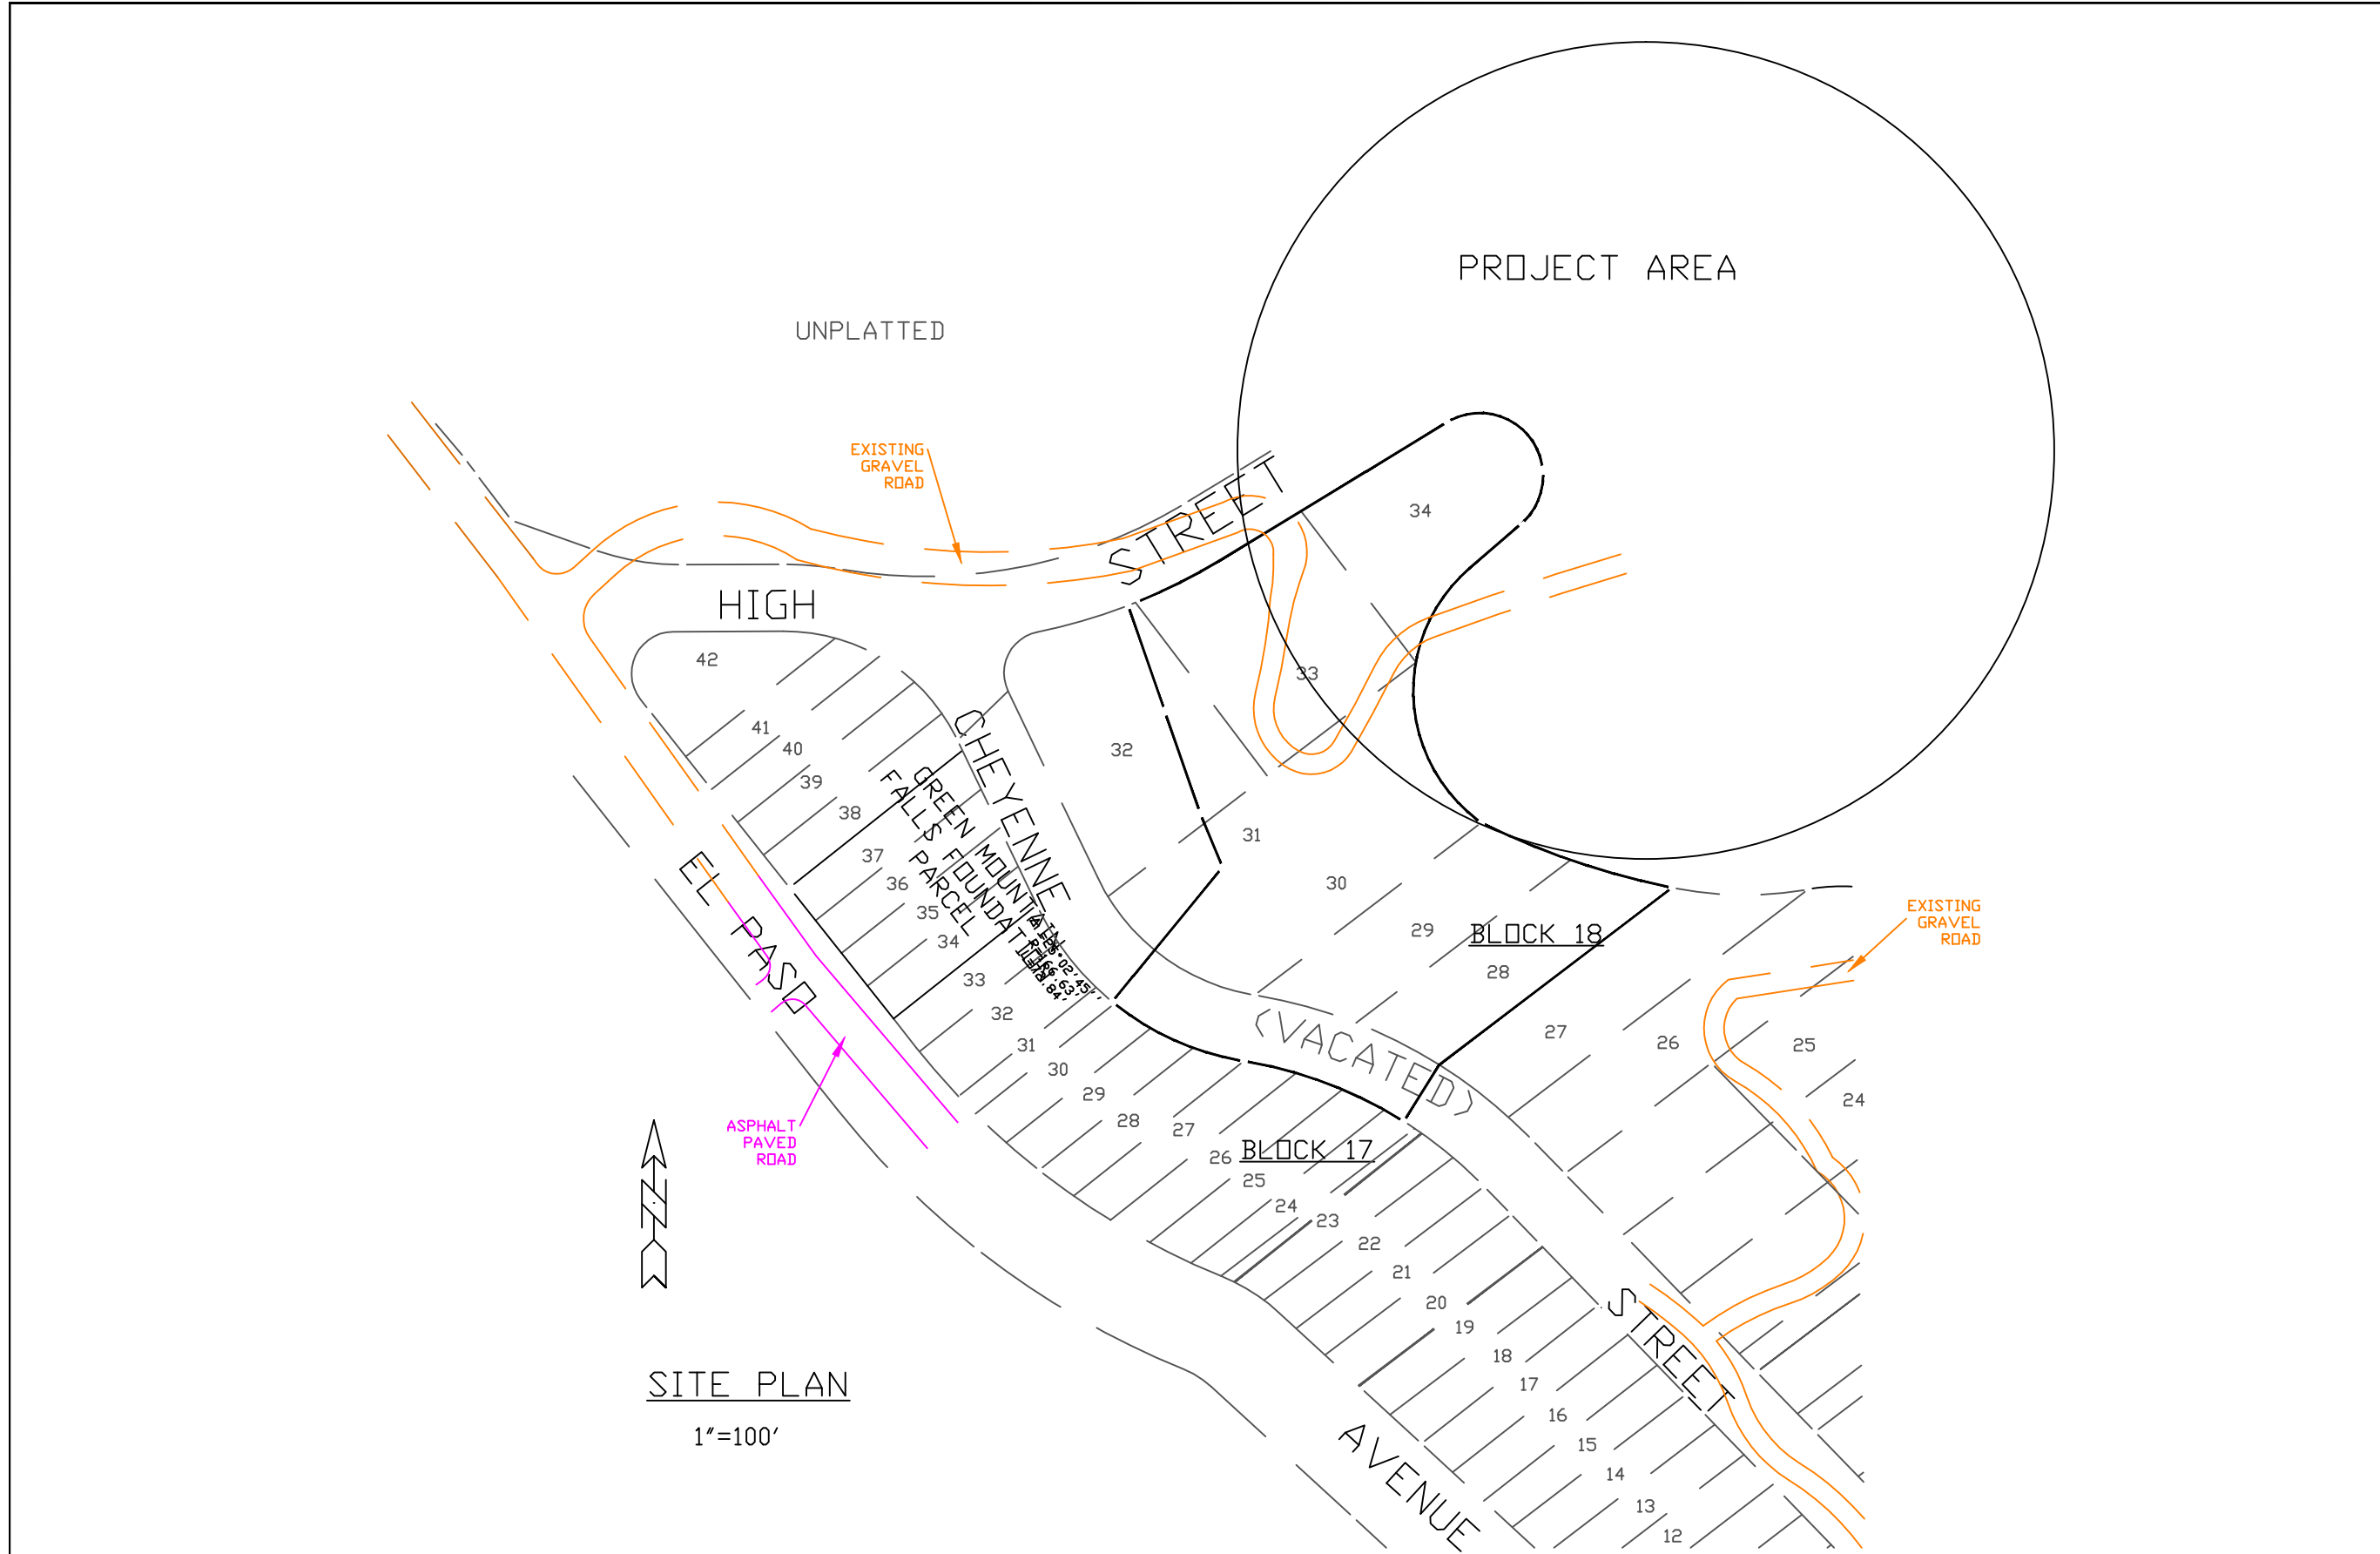 PROJECT AREA
UNPLATTED
EXISTING
GRAVEL
ROAD
STREET
34
HIGH
42
33
41
32
40
39
38
CHEYENNE
GREEN MOUNTAIN
FALLS FOUNDATION
PARCEL
31
37
36
30
35
34
29
BLOCK 18
EXISTING
GRAVEL
ROAD
EL PASO
33
28
32
(VACATED)
27
26
25
31
30
29
24
28
27
ASPHALT
PAVED
ROAD
26
BLOCK 17
25
24
23
22
21
20
19
STREET
18
17
16
15
14
13
12
N
SITE PLAN
1"=100'
AVENUE